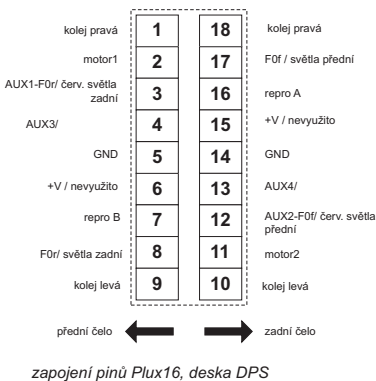 kolej pravá 1 18 kolej pravá
motor1 2 17 F0f / světla přední
AUX1-F0r/ červ. světla
zadní 3 16 repro A
AUX3/ 4 15 +V / nevyužito
GND 5 14 GND
+V / nevyužito 6 13 AUX4/
repro B 7 12 AUX2-F0f/ červ. světla
přední
F0r/ světla zadní 8 11 motor2
kolej levá 9 10 kolej levá
přední čelo zadní čelo
zapojení pinů Plux16, deska DPS